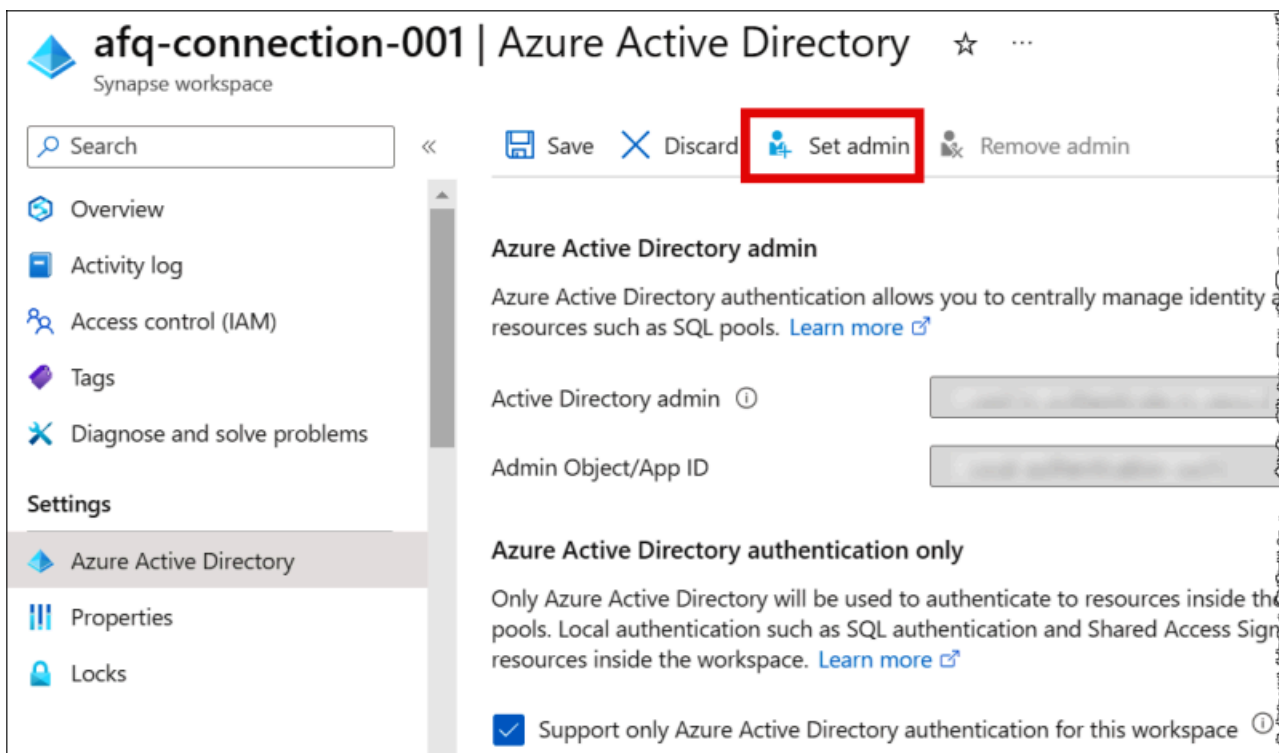 afq-connection-001 | Azure Active Directory
Synapse workspace
Search
Save
Discard
Set admin
Remove admin
Overview
Activity log
Access control (IAM)
Tags
Diagnose and solve problems
Settings
Azure Active Directory
Properties
Locks
Azure Active Directory admin
Azure Active Directory authentication allows you to centrally manage identity
resources such as SQL pools. Learn more
Active Directory admin
Admin Object/App ID
Azure Active Directory authentication only
Only Azure Active Directory will be used to authenticate to resources inside the
pools. Local authentication such as SQL authentication and Shared Access Sign
resources inside the workspace. Learn more
Support only Azure Active Directory authentication for this workspace